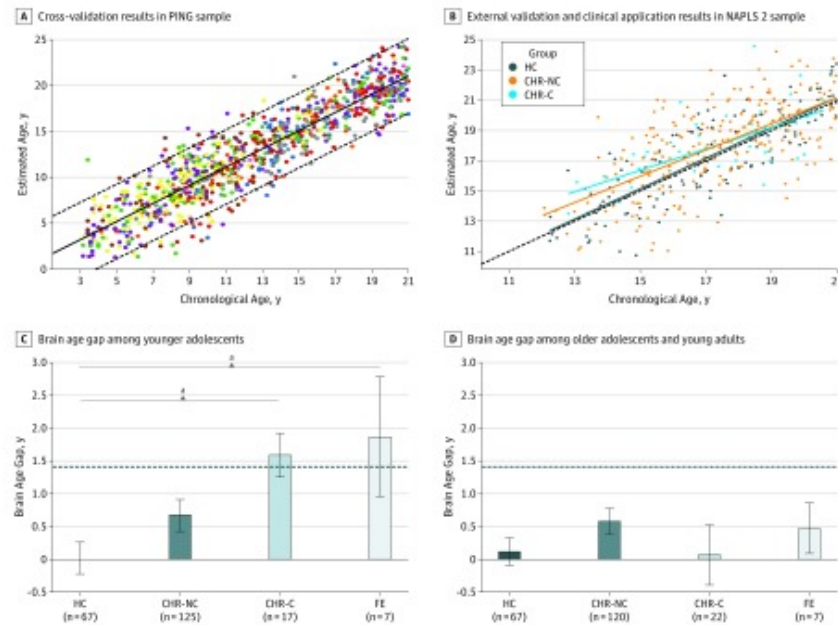 A Cross-validation results in PING sample
25
20
15
10
5
0
Estimated Age, y
3 5 7 9 11 13 15 17 19 21
Chronological Age, y
B External validation and clinical application results in NAPLS 2 sample
25
23
21
19
17
15
13
11
Estimated Age, y
Group
HC
CHR-NC
CHR-C
11 13 15 17 19
Chronological Age, y
C Brain age gap among younger adolescents
3.0
2.5
2.0
1.5
1.0
0.5
0
-0.5
Brain Age Gap, y
HC CHR-NC CHR-C FE
(n=67) (n=125) (n=17) (n=7)
D Brain age gap among older adolescents and young adults
3.0
2.5
2.0
1.5
1.0
0.5
0
-0.5
Brain Age Gap, y
HC CHR-NC CHR-C FE
(n=67) (n=120) (n=22) (n=7)